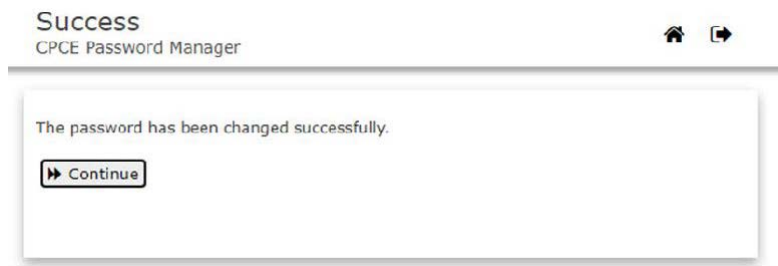 Success
CPCE Password Manager
The password has been changed successfully.
Continue